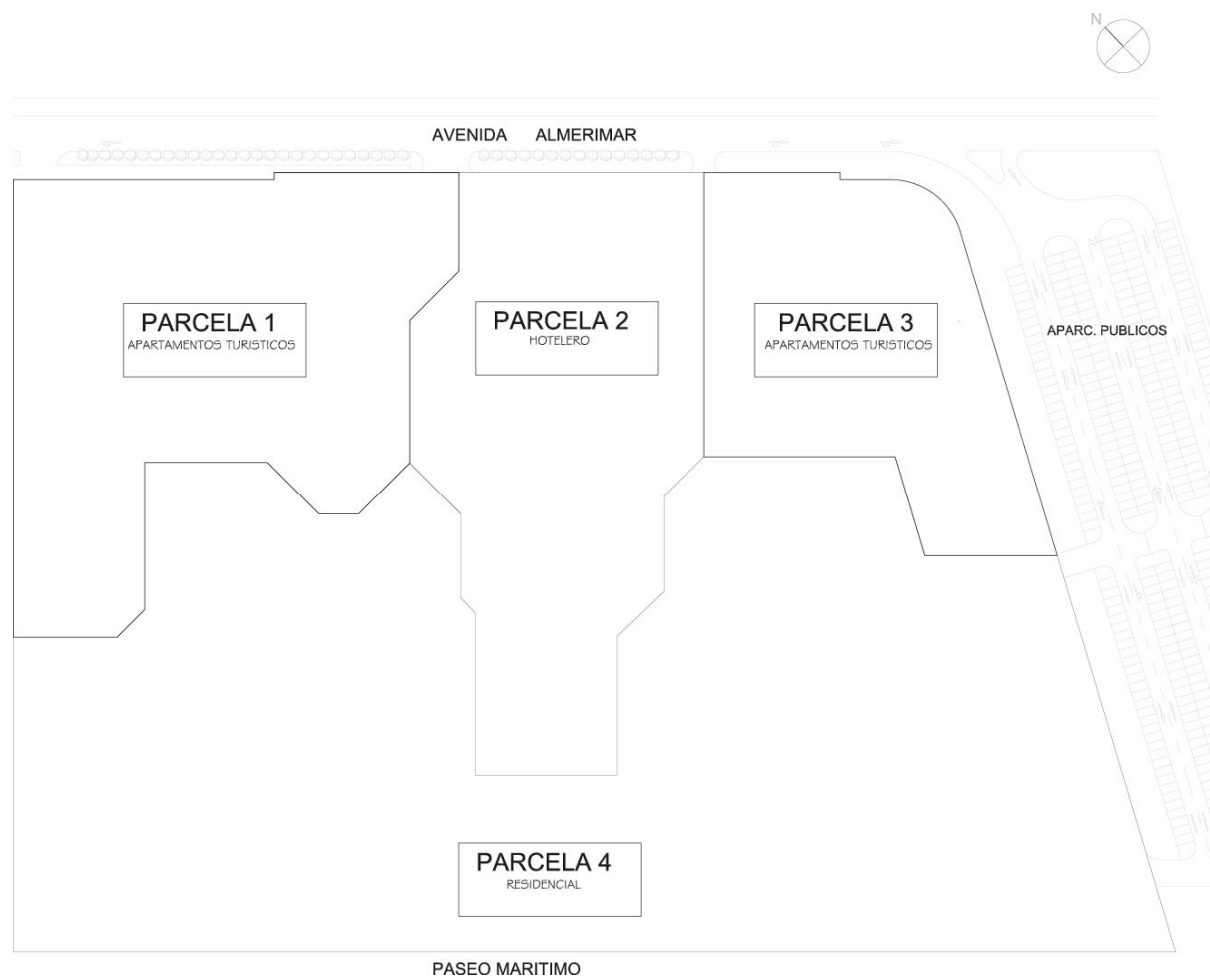 N
AVENIDA ALMERIMAR
PARCELA 1
APARTAMENTOS TURISTICOS
PARCELA 2
HOTELERO
PARCELA 3
APARTAMENTOS TURISTICOS
APARC. PUBLICOS
PARCELA 4
RESIDENCIAL
PASEO MARITIMO